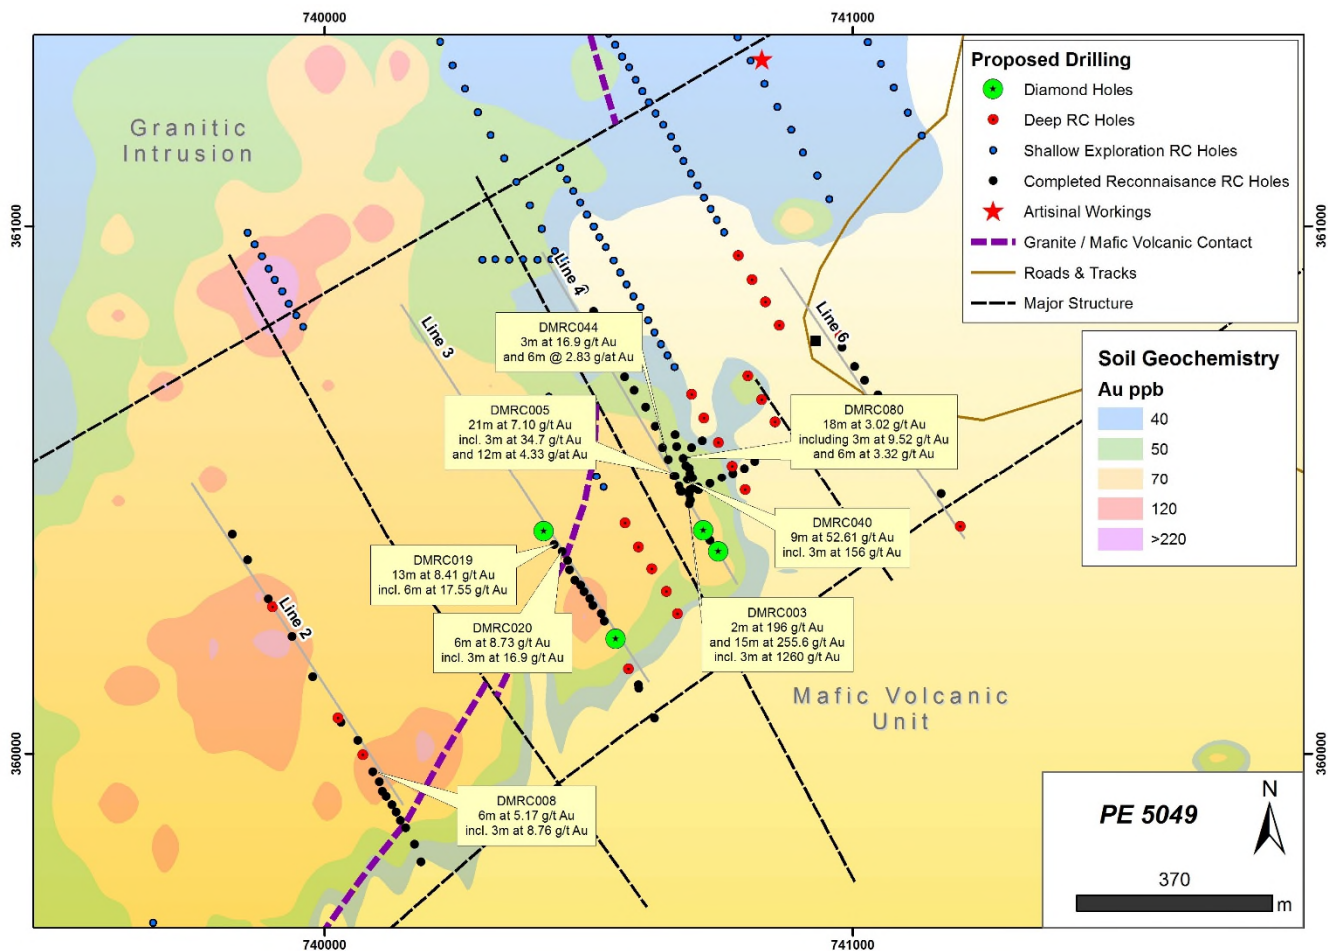 740000
741000
Granitic
Intrusion
Proposed Drilling
Diamond Holes
Deep RC Holes
Shallow Exploration RC Holes
Completed Reconnaisance RC Holes
Artisinal Workings
Granite / Mafic Volcanic Contact
Roads & Tracks
Major Structure
361000
361000
Soil Geochemistry
Au ppb
40
50
70
120
>220
Line 3
Line 4
Line 6
Line 2
DMRC044
3m at 16.9 g/t Au
and 6m @ 2.83 g/at Au
DMRC005
21m at 7.10 g/t Au
incl. 3m at 34.7 g/t Au
and 12m at 4.33 g/at Au
DMRC080
18m at 3.02 g/t Au
including 3m at 9.52 g/t Au
and 6m at 3.32 g/t Au
DMRC040
9m at 52.61 g/t Au
incl. 3m at 156 g/t Au
DMRC019
13m at 8.41 g/t Au
incl. 6m at 17.55 g/t Au
DMRC020
6m at 8.73 g/t Au
incl. 3m at 16.9 g/t Au
DMRC003
2m at 196 g/t Au
and 15m at 255.6 g/t Au
incl. 3m at 1260 g/t Au
Mafic Volcanic
Unit
360000
360000
DMRC008
6m at 5.17 g/t Au
incl. 3m at 8.76 g/t Au
PE 5049
N
370
m
740000
741000